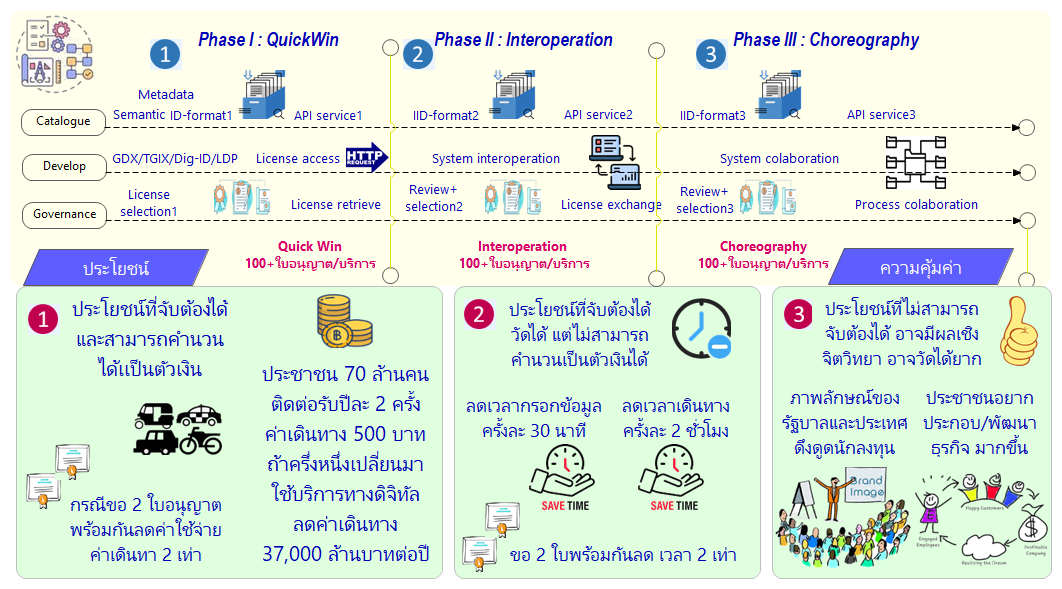 Phase I : QuickWin
Phase II : Interoperation
Phase III : Choreography
1
2
3
Catalogue
Metadata
Semantic ID-format1
API service1
IID-format2
API service2
IID-format3
API service3
Develop
GDX/TGIX/Dig-ID/LDP
License access
HTTP
REQUEST
System interoperation
System colaboration
Governance
License
selection1
License retrieve
Review+
selection2
License exchange
Review+
selection3
Process colaboration
Quick Win
100+ใบอนุญาต/บริการ
Interoperation
100+ใบอนุญาต/บริการ
Choreography
100+ใบอนุญาต/บริการ
ประโยชน์
ความคุ้มค่า
1
ประโยชน์ที่จับต้องได้
และสามารถคำนวน
ได้เเป็นตัวเงิน
ประชาชน 70 ล้านคน
ติดต่อรับปีละ 2 ครั้ง
ค่าเดินทาง 500 บาท
ถ้าครึ่งหนึ่งเปลี่ยนมา
ใช้บริการทางดิจิทัล
ลดค่าเดินทาง
37,000 ล้านบาทต่อปี
กรณีขอ 2 ใบอนุญาต
พร้อมกันลดค่าใช้จ่าย
ค่าเดินทา 2 เท่า
2
ประโยชน์ที่จับต้องได้
วัดได้ แต่ไม่สามารถ
คำนวนเป็นตัวเงินได้
ลดเวลากรอกข้อมูล
ครั้งละ 30 นาที
ลดเวลาเดินทาง
ครั้งละ 2 ชั่วโมง
SAVE TIME
SAVE TIME
ขอ 2 ใบพร้อมกันลด เวลา 2 เท่า
3
ประโยชน์ที่ไม่สามารถ
จับต้องได้ อาจมีผลเชิง
จิตวิทยา อาจวัดได้ยาก
ภาพลักษณ์ของ
รัฐบาลและประเทศ
ดึงดูดนักลงทุน
ประชาชนอยาก
ประกอบ/พัฒนา
ธุรกิจ มากขึ้น
Brand
Image
Happy Customers
Engaged
Employees
Profitable
Company
Realizing the Dream